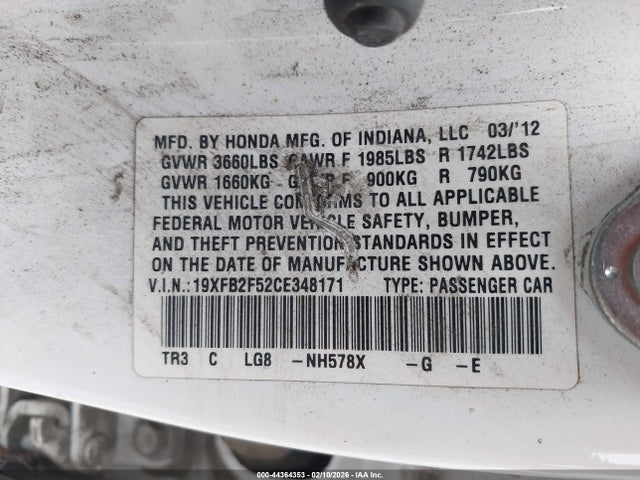 MFD. BY HONDA MFG. OF INDIANA, LLC 03/'12
GVWR 3660LBS GAWR F 1985LBS R 1742LBS
GVWR 1660KG - F 900KG R 790KG
THIS VEHICLE CONFORMS TO ALL APPLICABLE
FEDERAL MOTOR VEHICLE SAFETY, BUMPER,
AND THEFT PREVENTION STANDARDS IN EFFECT
ON THE DATE OF MANUFACTURE SHOWN ABOVE.
V.I.N.:19XFB2F52CE348171 TYPE: PASSENGER CAR
TR3 C LG8 -NH578X -G -E
000-44364353 - 02/10/2026 - IAA Inc.